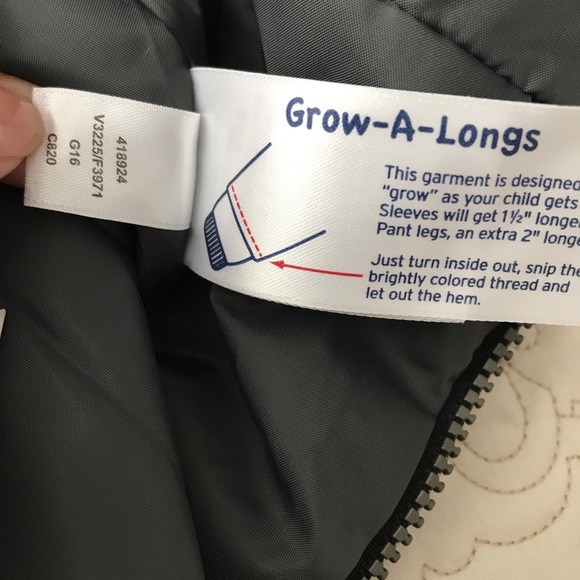 418924
V3225/F3971
G16
C820
Grow-A-Longs
This garment is designed
"grow" as your child gets
Sleeves will get 1½" longer
Pant legs, an extra 2" longe
Just turn inside out, snip the
brightly colored thread and
let out the hem.